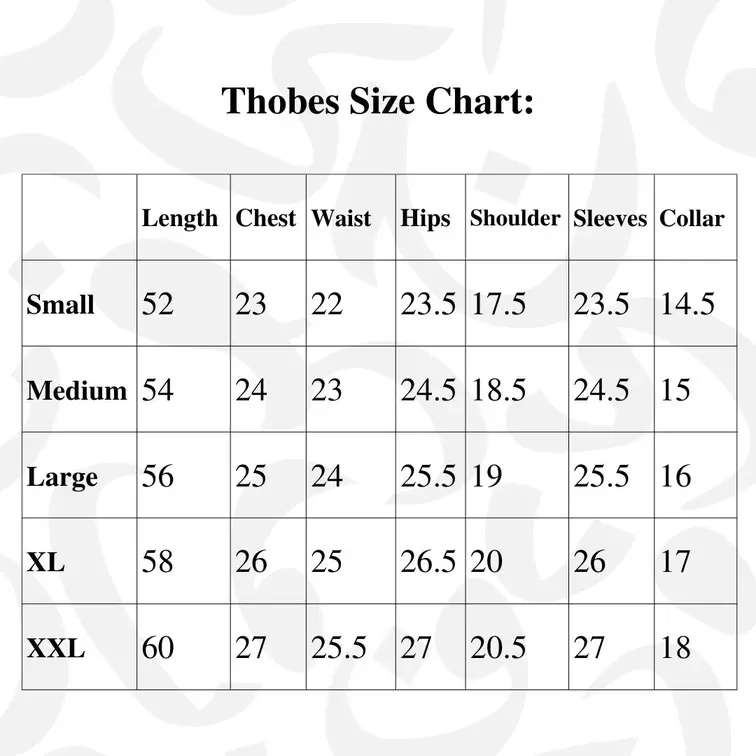 Thobes Size Chart:
Length Chest Waist Hips Shoulder Sleeves Collar
Small 52 23 22 23.5 17.5 23.5 14.5
Medium 54 24 23 24.5 18.5 24.5 15
Large 56 25 24 25.5 19 25.5 16
XL 58 26 25 26.5 20 26 17
XXL 60 27 25.5 27 20.5 27 18